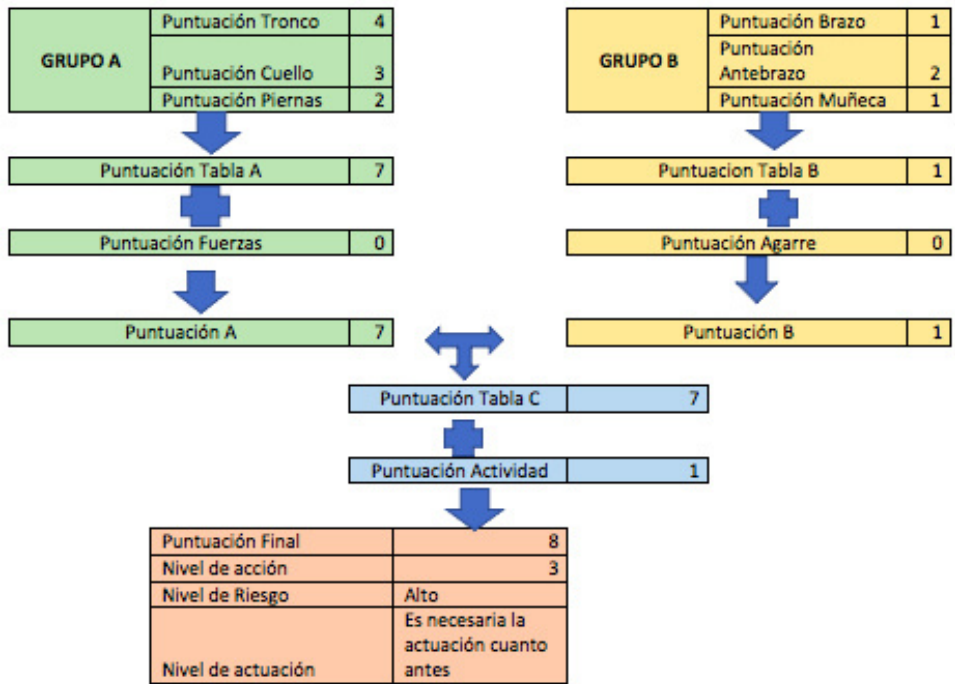 GRUPO A
Puntuación Tronco 4
Puntuación Cuello 3
Puntuación Piernas 2
GRUPO B
Puntuación Brazo 1
Puntuación
Antebrazo 2
Puntuación Muñeca 1
Puntuación Tabla A 7
Puntuacion Tabla B 1
Puntuación Fuerzas 0
Puntuación Agarre 0
Puntuación A 7
Puntuación B 1
Puntuación Tabla C 7
Puntuación Actividad 1
Puntuación Final 8
Nivel de acción 3
Nivel de Riesgo Alto
Nivel de actuación
Es necesaria la
actuación cuanto
antes